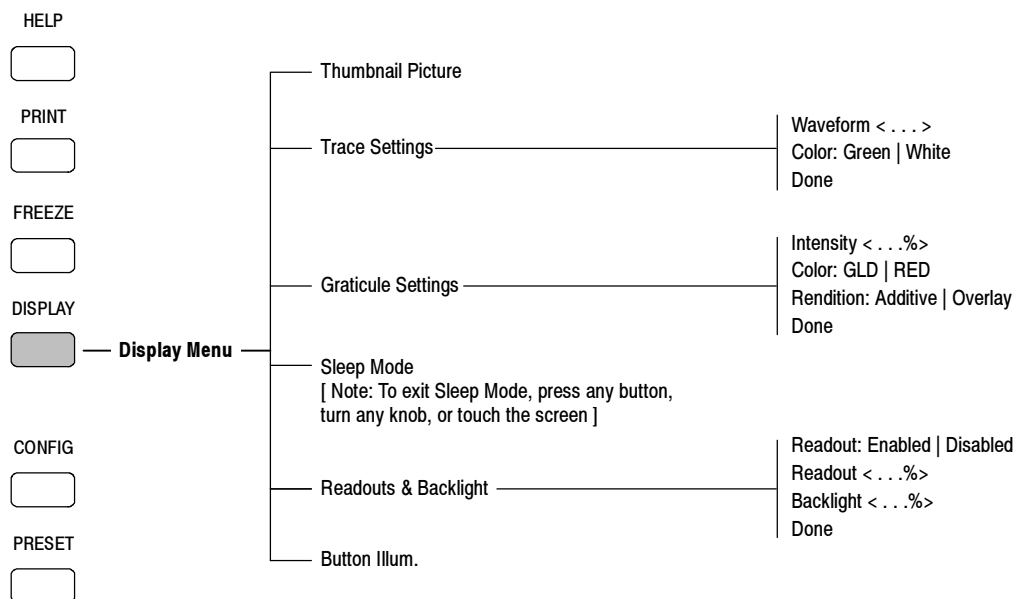 HELP
PRINT
FREEZE
DISPLAY
CONFIG
PRESET
Display Menu
Thumbnail Picture
Trace Settings
Waveform < . . . >
Color: Green | White
Done
Graticule Settings
Intensity < . . .%>
Color: GLD | RED
Rendition: Additive | Overlay
Done
Sleep Mode
[ Note: To exit Sleep Mode, press any button,
turn any knob, or touch the screen ]
Readouts & Backlight
Readout: Enabled | Disabled
Readout < . . .%>
Backlight < . . .%>
Done
Button Illum.